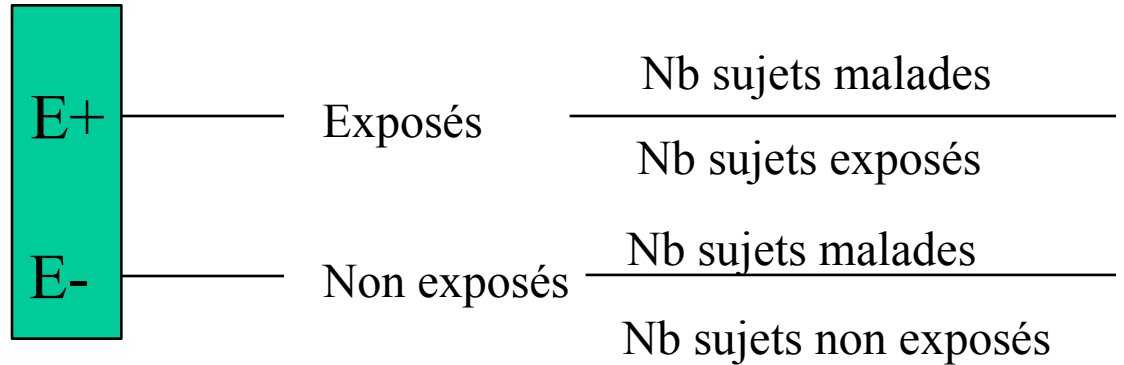 Nb sujets malades
E+ Exposés
Nb sujets exposés
Nb sujets malades
E- Non exposés
Nb sujets non exposés